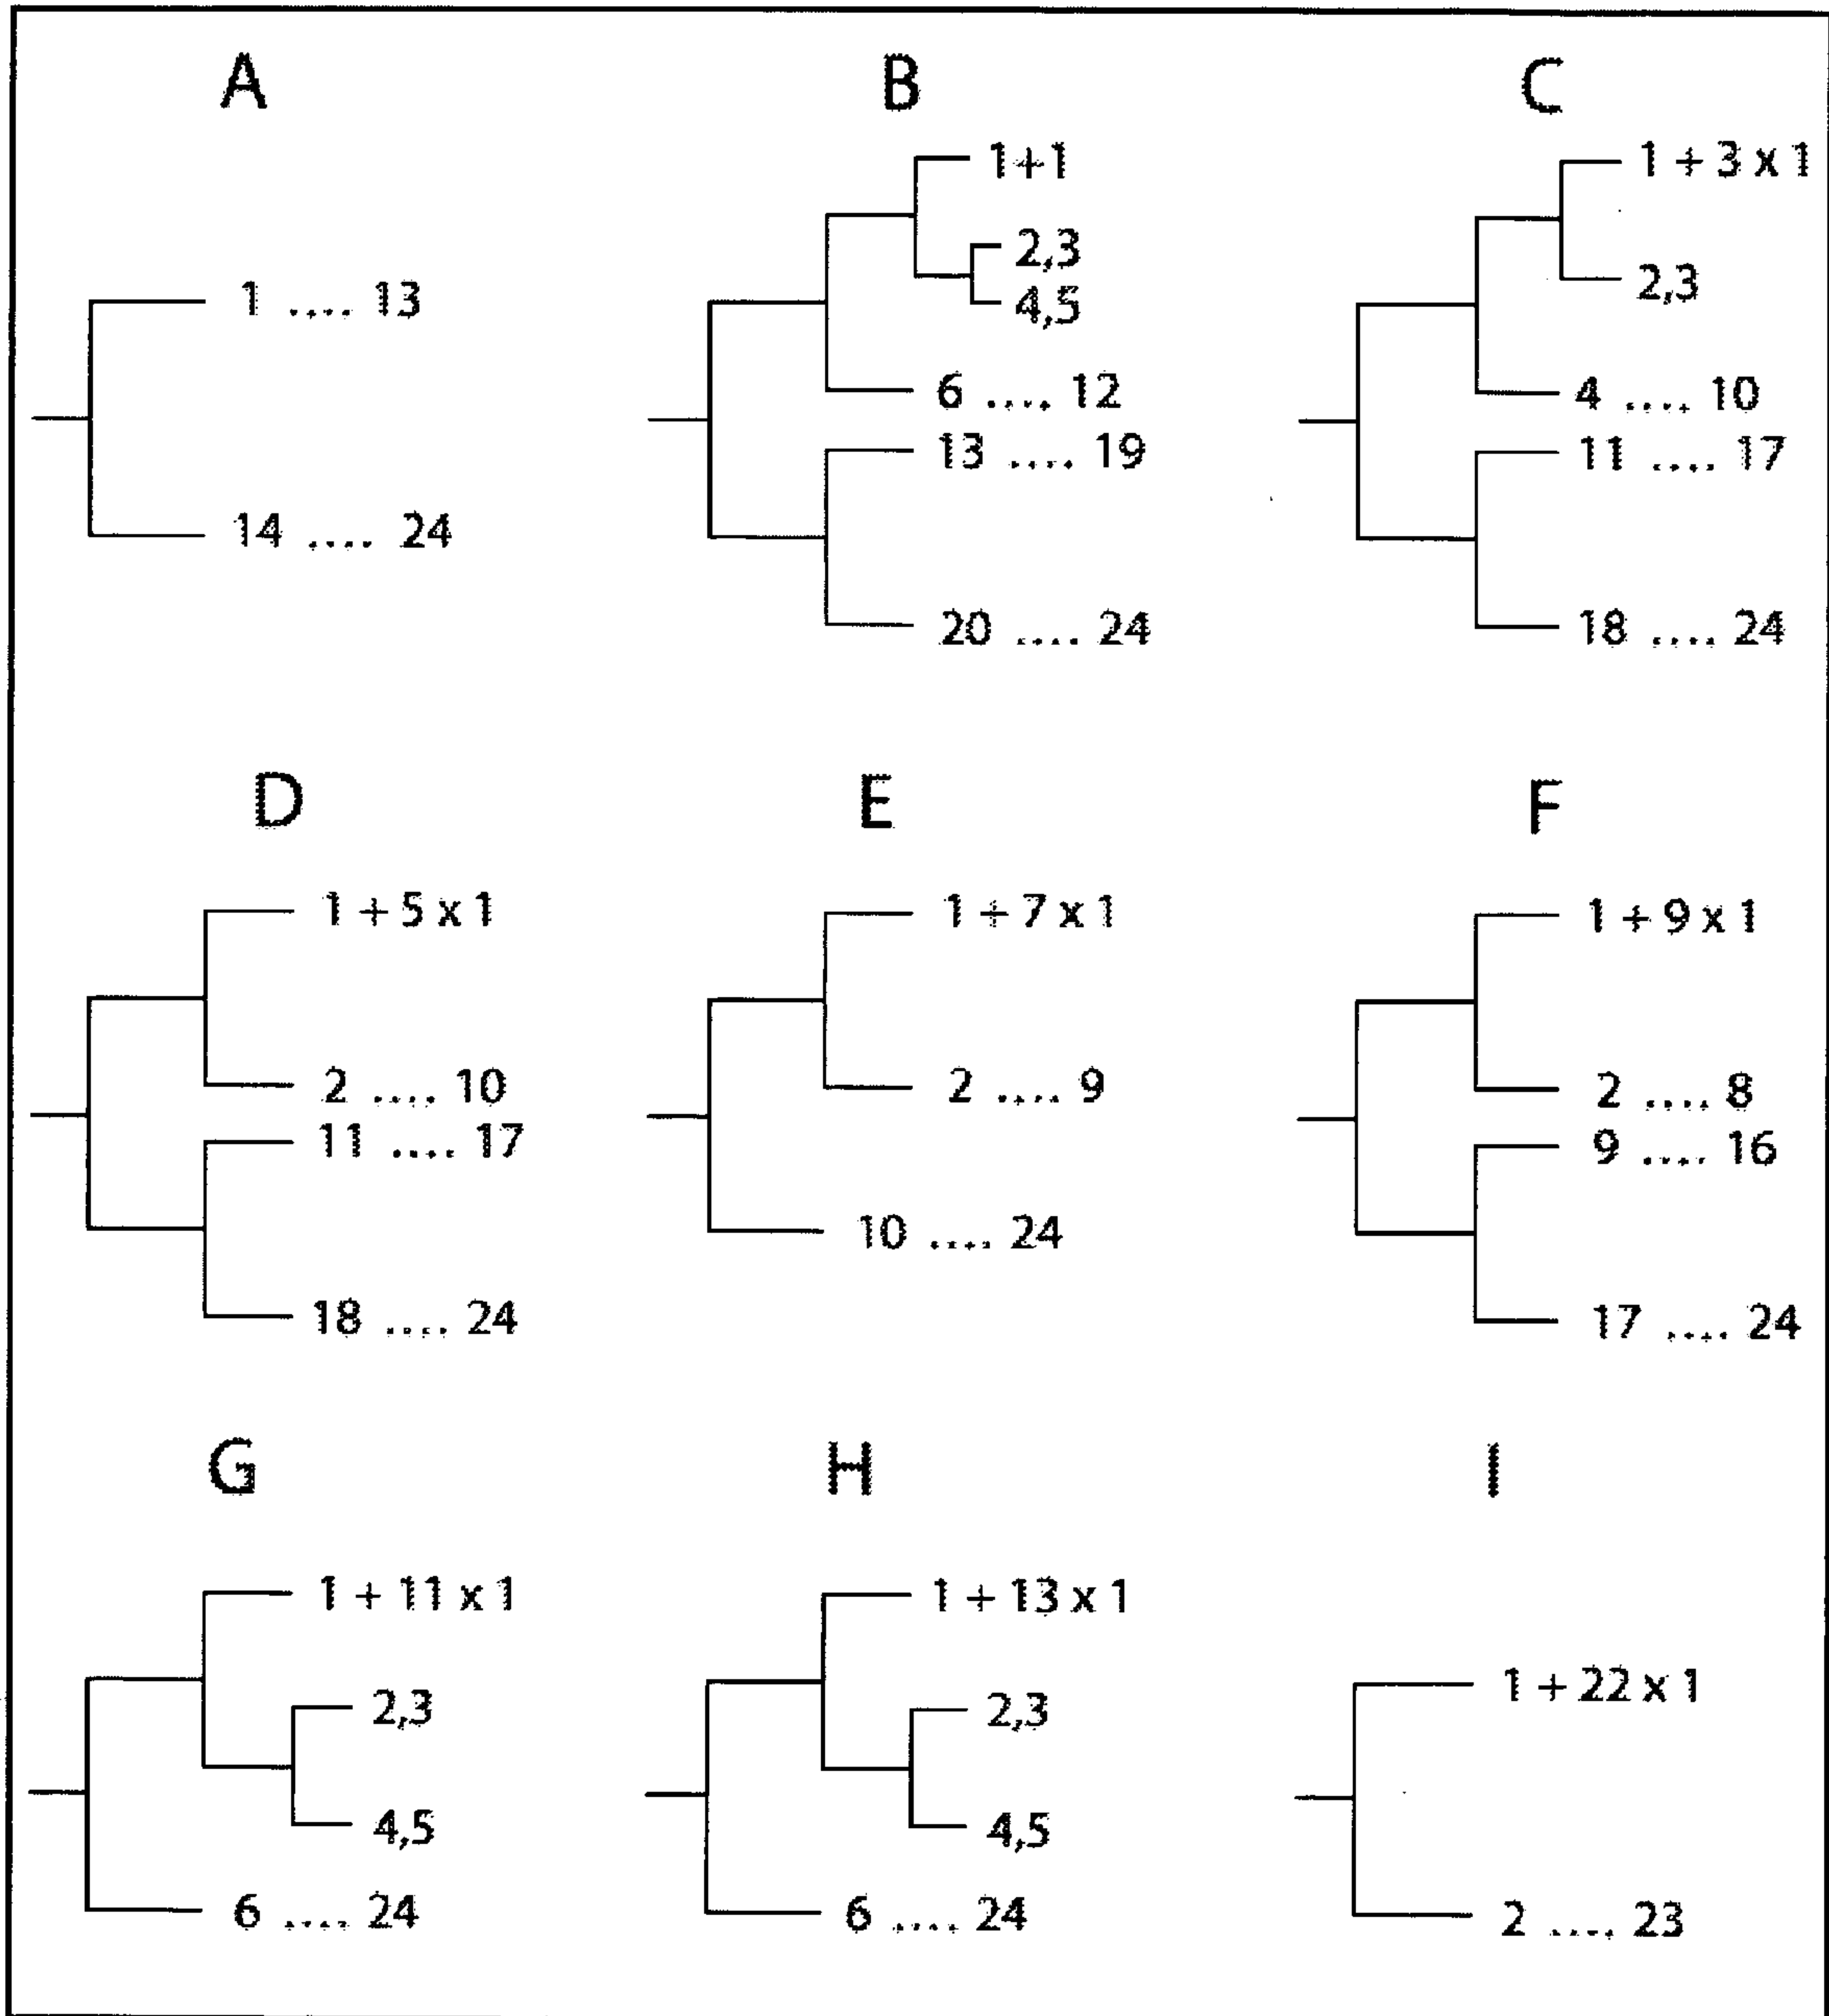 A
1 .... 13
14 .... 24
B
1+1
2,3
4,5
6 .... 12
13 .... 19
20 .... 24
C
1 + 3 x 1
2,3
4 .... 10
11 .... 17
18 .... 24
D
1 + 5 x 1
2 .... 10
11 .... 17
18 .... 24
E
1 + 7 x 1
2 .... 9
10 .... 24
F
1 + 9 x 1
2 .... 8
9 .... 16
17 .... 24
G
1 + 11 x 1
2,3
4,5
6 .... 24
H
1 + 13 x 1
2,3
4,5
6 .... 24
I
1 + 22 x 1
2 .... 23